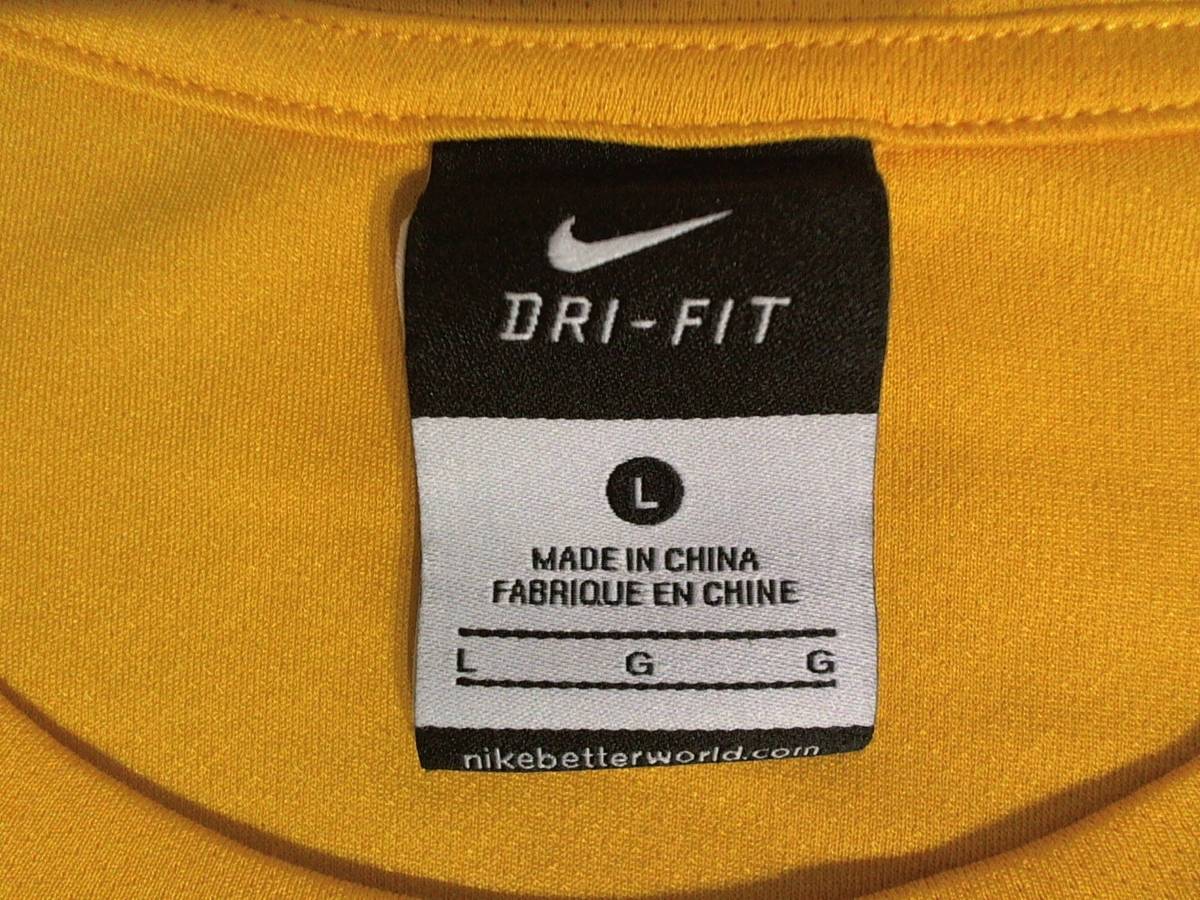 DRI-FIT
L
MADE IN CHINA
FABRIQUE EN CHINE
L G G
nikebetterworld.com